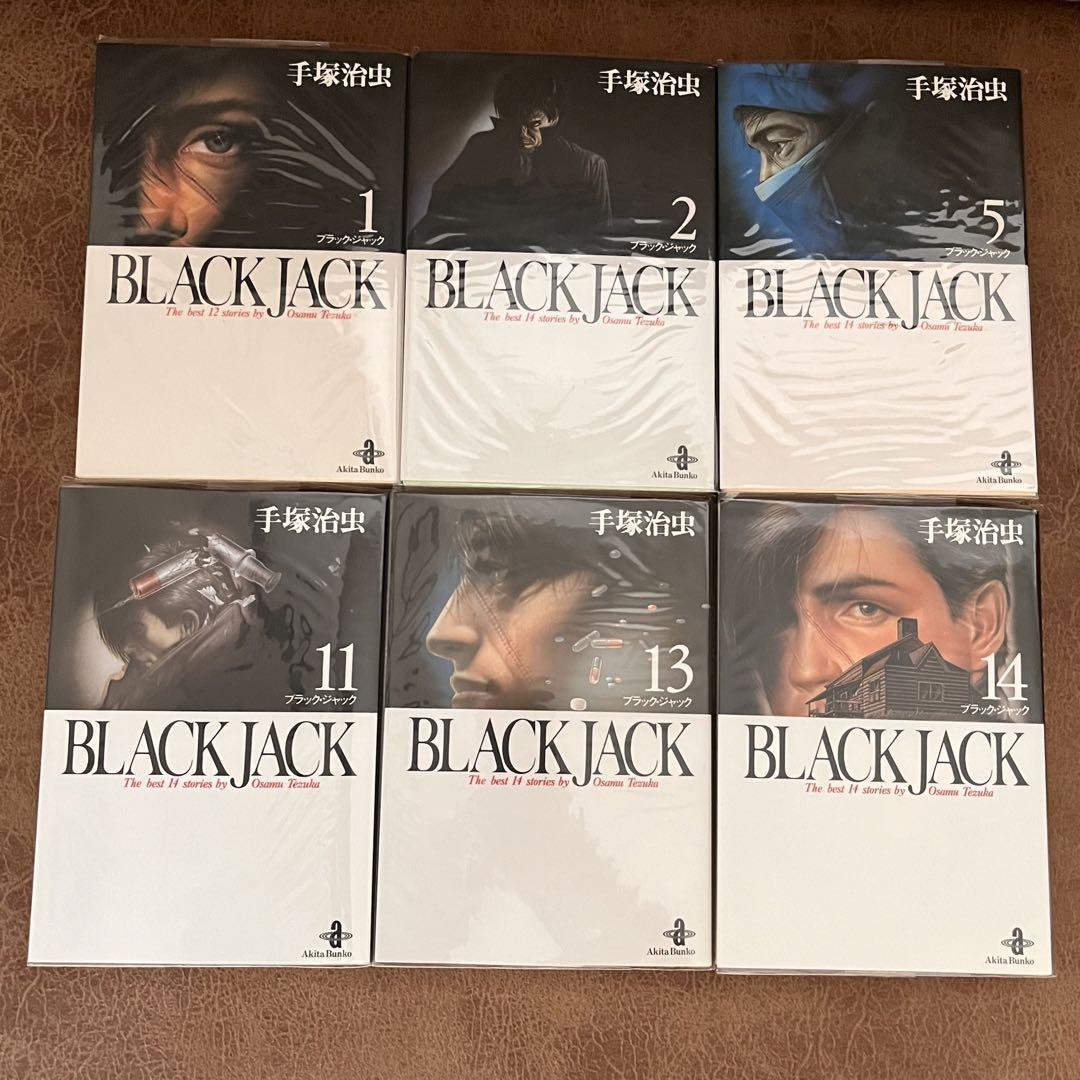 手塚治虫
1
ブラック・ジャック
BLACK JACK
The best 12 stories by Osamu Tezuka
a
Akita Bunko
手塚治虫
2
ブラック・ジャック
BLACK JACK
The best 14 stories by Osamu Tezuka
a
Akita Bunko
手塚治虫
5
ブラック・ジャック
BLACK JACK
The best 14 stories by Osamu Tezuka
a
Akita Bunko
手塚治虫
11
ブラック・ジャック
BLACK JACK
The best 14 stories by Osamu Tezuka
a
Akita Bunko
手塚治虫
13
ブラック・ジャック
BLACK JACK
The best 14 stories by Osamu Tezuka
a
Akita Bunko
手塚治虫
14
ブラック・ジャック
BLACK JACK
The best 14 stories by Osamu Tezuka
a
Akita Bunko